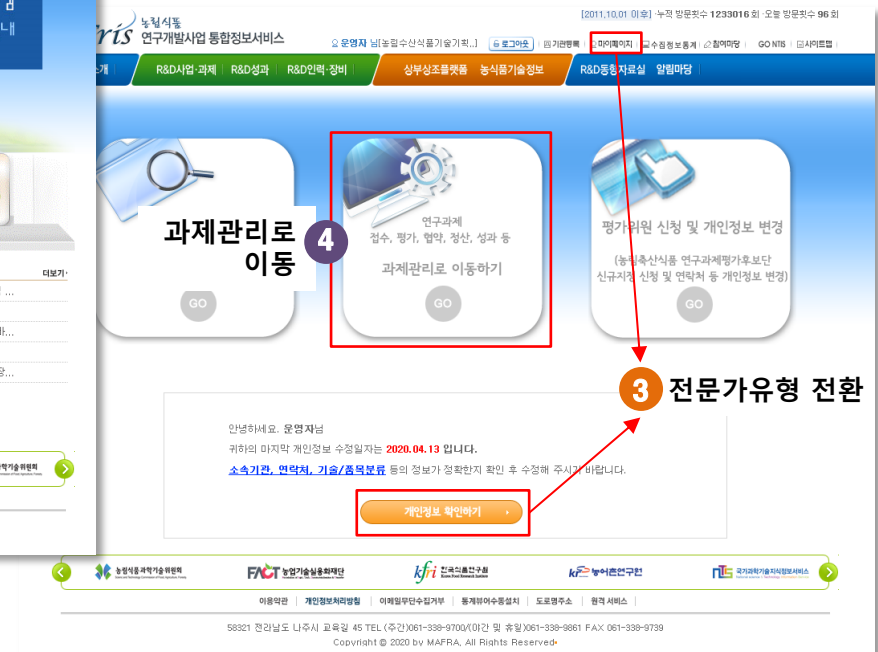 내
더보기
[2011,10,01 이후] ·누적 방문횟수 1233016 회 ·오늘 방문횟수 96 회
농림식품
연구개발사업 통합정보서비스
운영자 님[농림수산식품기술기획,.] 로그아웃 기관등록 마이페이지 수집정보통계 참여마당 GO NTIS 사이트맵
개 R&D사업·과제 R&D성과 R&D인력·장비 상부상조플랫폼 농식품기술정보 R&D동향자료실 알림마당
과제관리로
이동
4
연구과제
접수, 평가, 협약, 정산, 성과 등
과제관리로 이동하기
GO
GO
평가위원 신청 및 개인정보 변경
(농림축산식품 연구과제평가후보단
신규지정 신청 및 연락처 등 개인정보 변경)
GO
3 전문가유형 전환
안녕하세요. 운영자님
귀하의 마지막 개인정보 수정일자는 2020.04.13 입니다.
소속기관, 연락처, 기술/품목분류 등의 정보가 정확한지 확인 후 수정해 주시기 바랍니다.
개인정보 확인하기
농림식품과학기술위원회 FACT 농업기술실용화재단 kfri 한국식품연구원 농어촌연구원 NTIS 국가과학기술지식정보서비스
이용약관 개인정보처리방침 이메일무단수집거부 통계뷰어수동설치 도로명주소 원격 서비스
58321 전라남도 나주시 교육길 45 TEL (주간)061-338-9700/(야간 및 휴일)061-338-9861 FAX 061-338-9739
Copyright © 2020 by MAFRA, All Rights Reserved